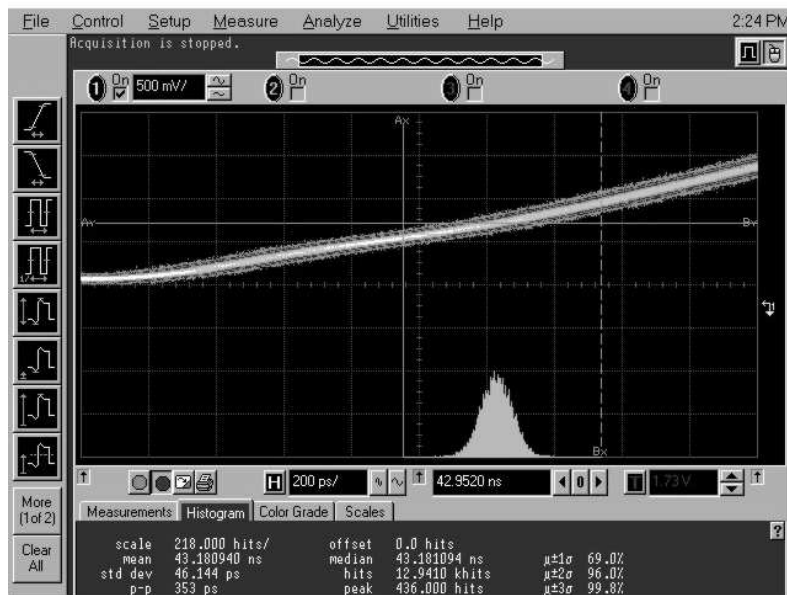 File Control Setup Measure Analyze Utilities Help 2:24 PM
Acquisition is stopped.
1 On 500 mV/ 2 On 3 On 4 On
Ax
Ay By
Bx
More
(1of 2)
Clear
All
H 200 ps/ 42.9520 ns 0 T 1.73 V
Measurements Histogram Color Grade Scales
?
scale 218.000 hits/ offset 0.0 hits
mean 43.180940 ns median 43.181094 ns µ±1σ 69.0%
std dev 46.144 ps hits 12.9410 khits µ±2σ 96.0%
p-p 353 ps peak 436.000 hits µ±3σ 99.8%